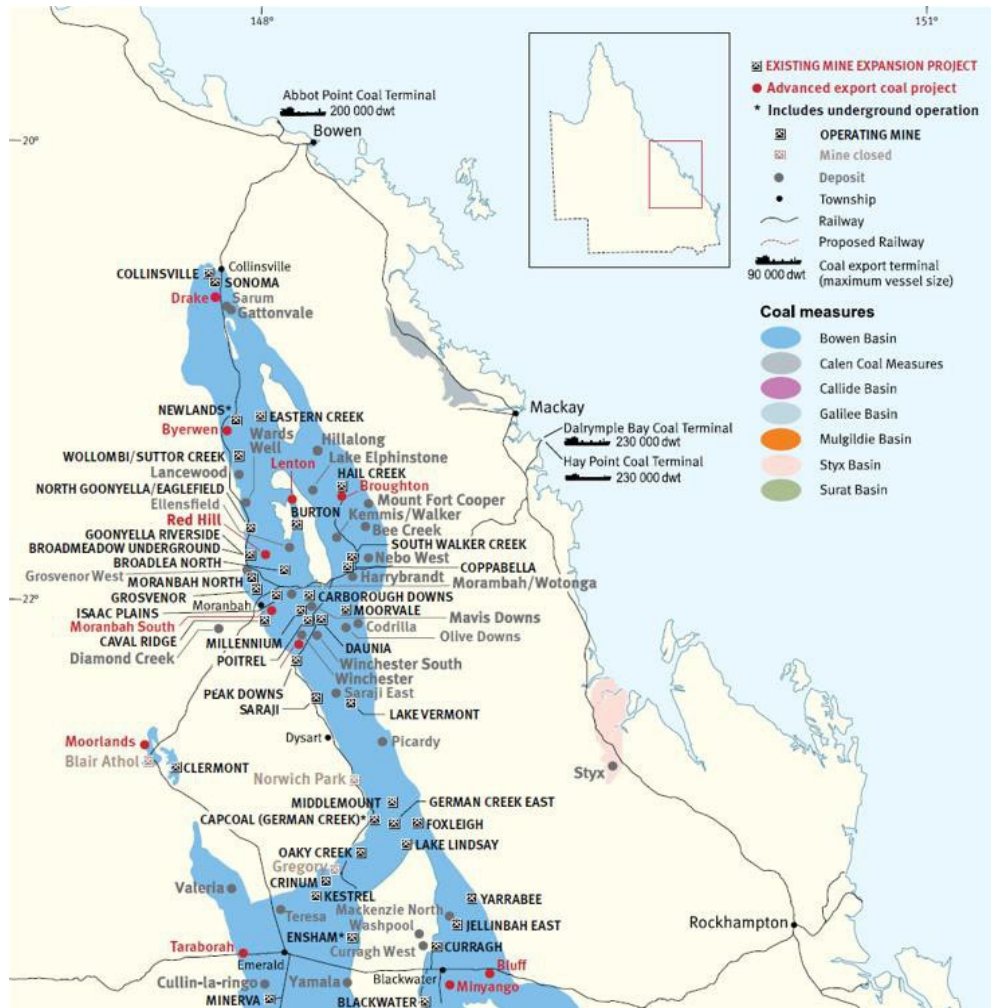 148°
151°
Abbot Point Coal Terminal
200 000 dwt
Bowen
20°
EXISTING MINE EXPANSION PROJECT
Advanced export coal project
* Includes underground operation
OPERATING MINE
Mine closed
Deposit
Township
Railway
Proposed Railway
90 000 dwt
Coal export terminal
(maximum vessel size)
Coal measures
Bowen Basin
Calen Coal Measures
Callide Basin
Galilee Basin
Mulgildie Basin
Styx Basin
Surat Basin
COLLINSVILLE
Collinsville
SONOMA
Drake
Sarum
Gattonvale
Mackay
Dalrymple Bay Coal Terminal
230 000 dwt
Hay Point Coal Terminal
230 000 dwt
NEWLANDS*
EASTERN CREEK
Byerwen
Wards
Well
Hillalong
WOLLOMBI/SUTTOR CREEK
Lenton
Lake Elphinstone
Lancewood
HAIL CREEK
Broughton
NORTH GOONYELLA/EAGLEFIELD
Mount Fort Cooper
Ellensfield
BURTON
Kemmis/Walker
Red Hill
Bee Creek
GOONYELLA RIVERSIDE
SOUTH WALKER CREEK
BROADMEADOW UNDERGROUND
Nebo West
BROADLEA NORTH
COPPABELLA
Grosvenor West
Harrybrandt
MORANBAH NORTH
Morambah/Wotonga
GROSVENOR
CARBOROUGH DOWNS
22°
Moranbah
ISAAC PLAINS
MOORVALE
Moranbah South
Mavis Downs
Codrilla
CAVAL RIDGE
MILLENNIUM
Olive Downs
DAUNIA
Diamond Creek
POITREL
Winchester South
Winchester
PEAK DOWNS
Saraji East
SARAJI
LAKE VERMONT
Dysart
Picardy
Moorlands
Blair Athol
CLERMONT
Norwich Park
Styx
MIDDLEMOUNT
GERMAN CREEK EAST
CAPCOAL (GERMAN CREEK)*
FOXLEIGH
LAKE LINDSAY
OAKY CREEK
Gregory
CRINUM
Valeria
KESTREL
YARRABEE
Teresa
Mackenzie North
Washpool
JELLINBAH EAST
Rockhampton
ENSHAM*
Curragh West
CURRAGH
Taraborah
Emerald
Blackwater
Bluff
Cullin-la-ringo
Yamala
Minyango
MINERVA
BLACKWATER